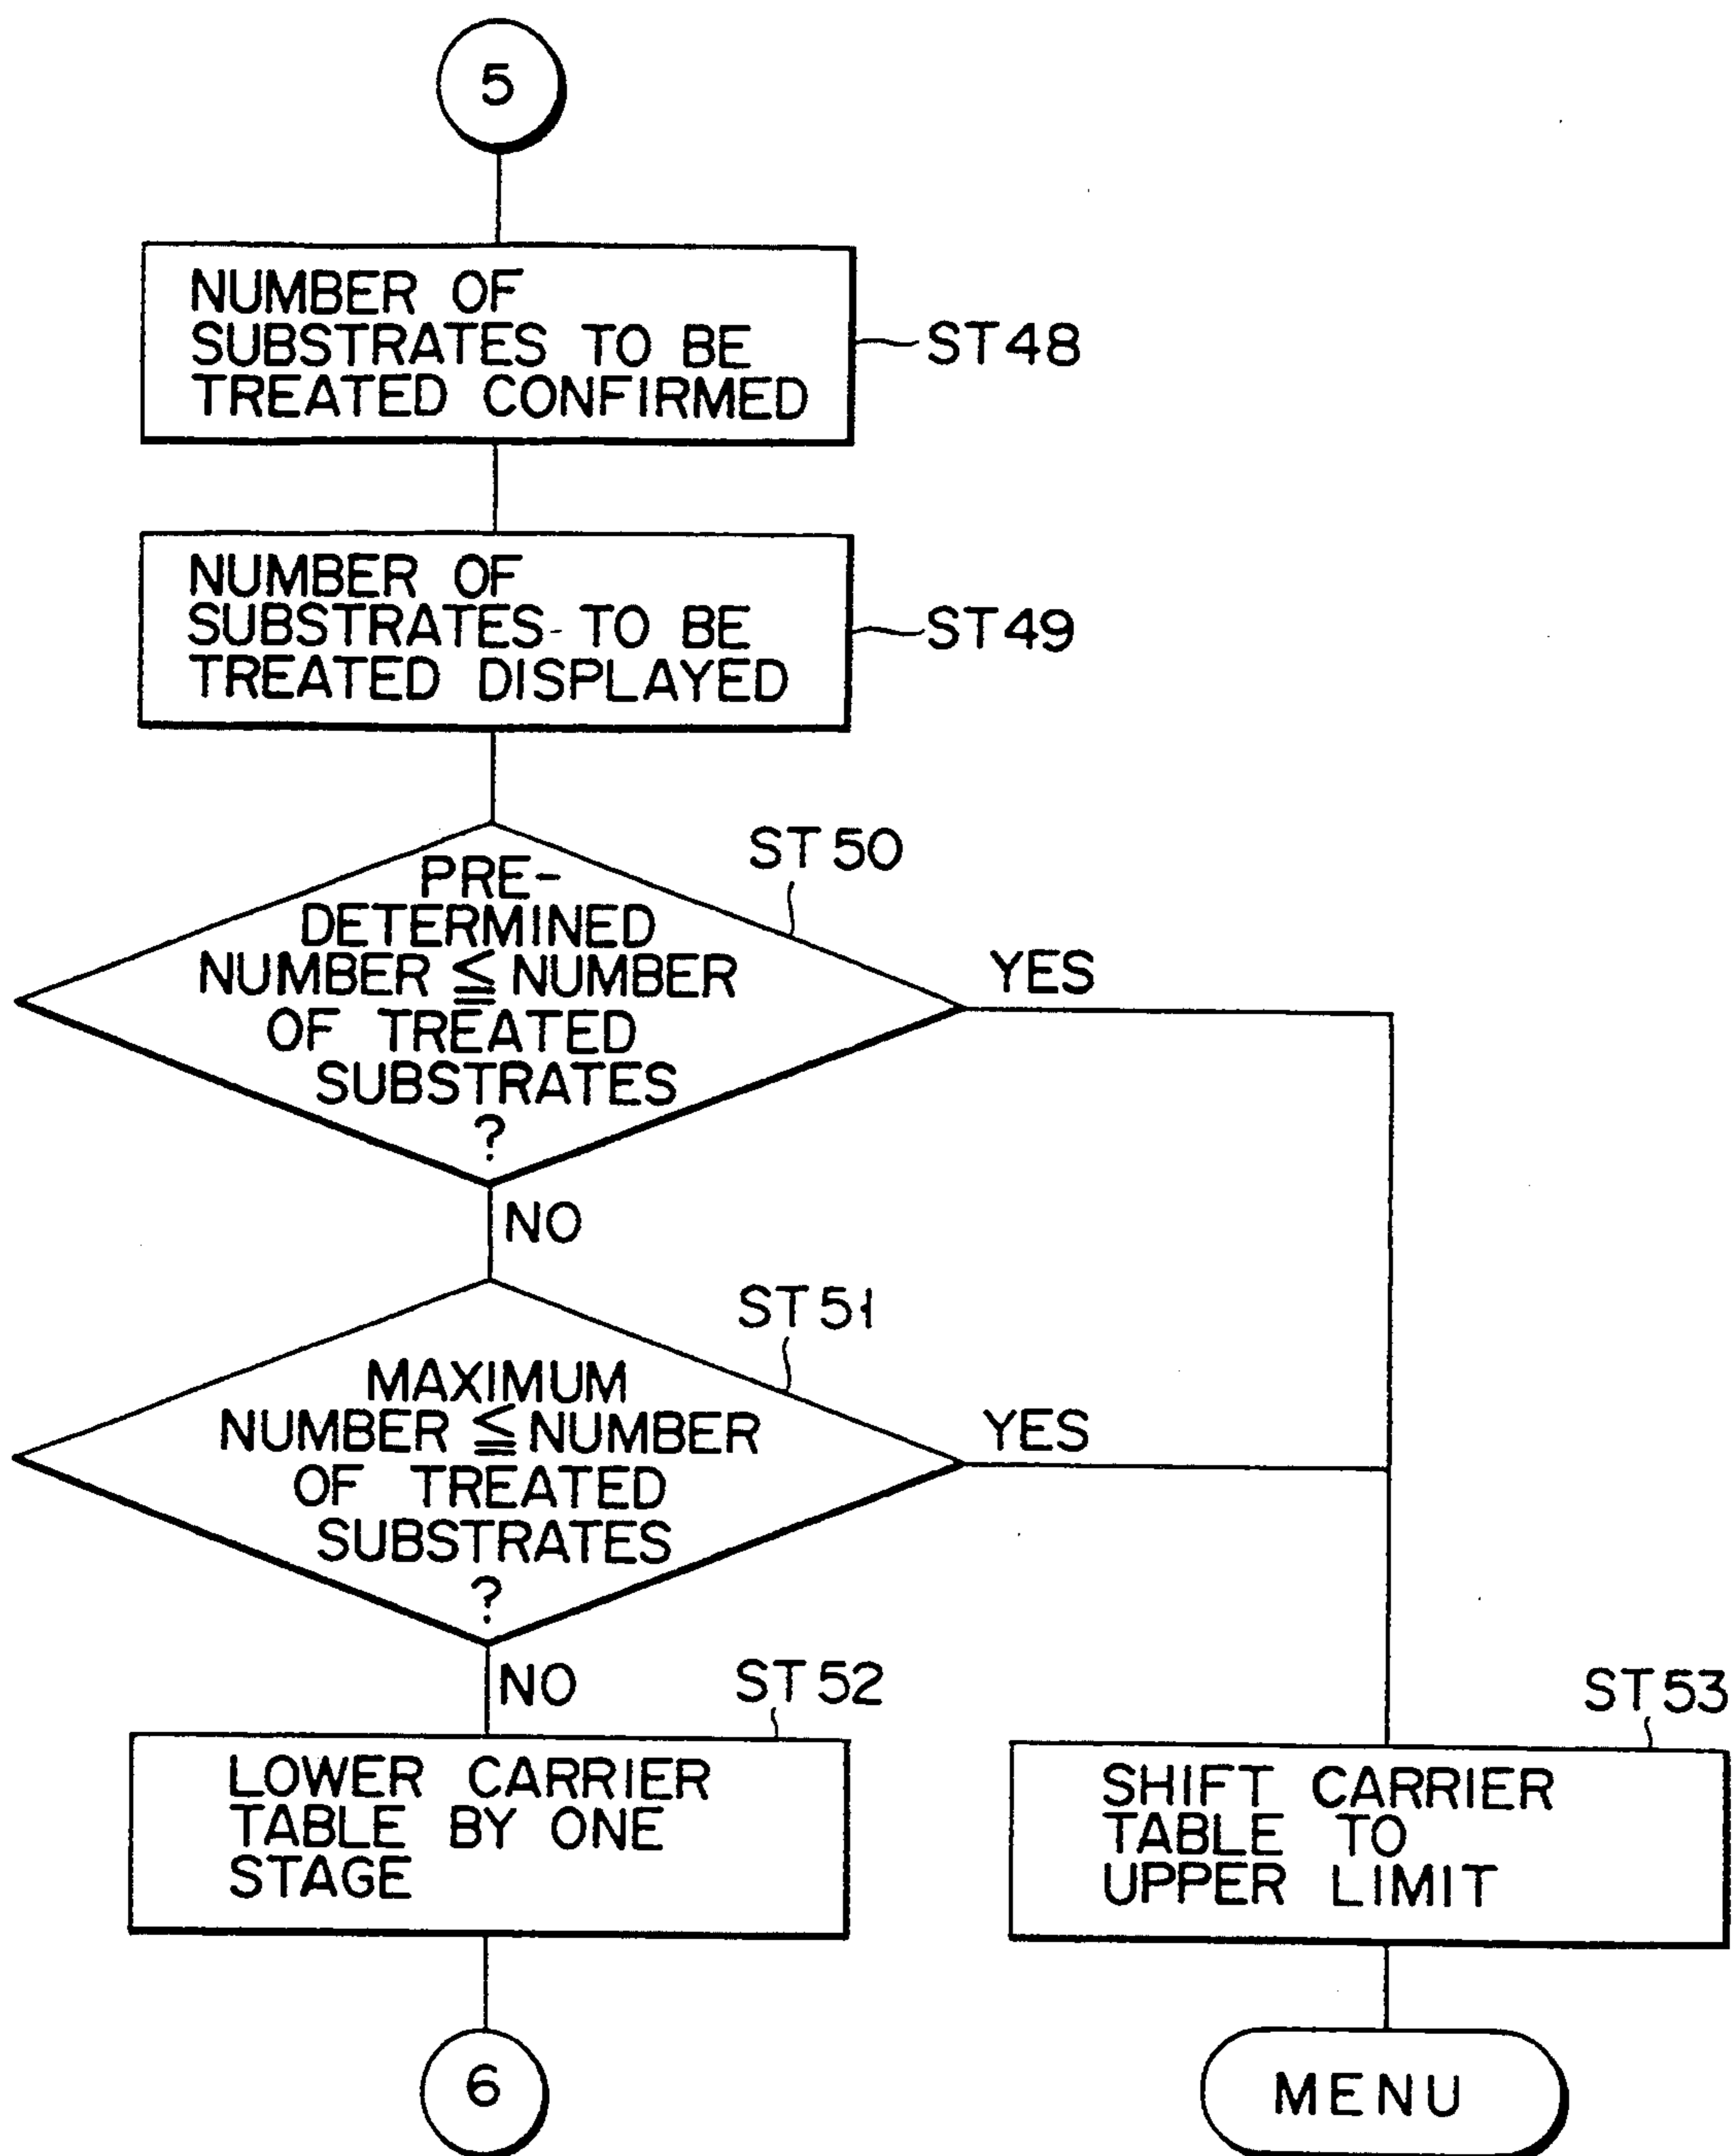 5
NUMBER OF
SUBSTRATES TO BE
TREATED CONFIRMED
ST48
NUMBER OF
SUBSTRATES TO BE
TREATED DISPLAYED
ST49
ST50
PRE-
DETERMINED
NUMBER ≦ NUMBER
OF TREATED
SUBSTRATES
?
YES
NO
ST51
MAXIMUM
NUMBER ≦ NUMBER
OF TREATED
SUBSTRATES
?
YES
NO
ST52
LOWER CARRIER
TABLE BY ONE
STAGE
ST53
SHIFT CARRIER
TABLE TO
UPPER LIMIT
6
MENU